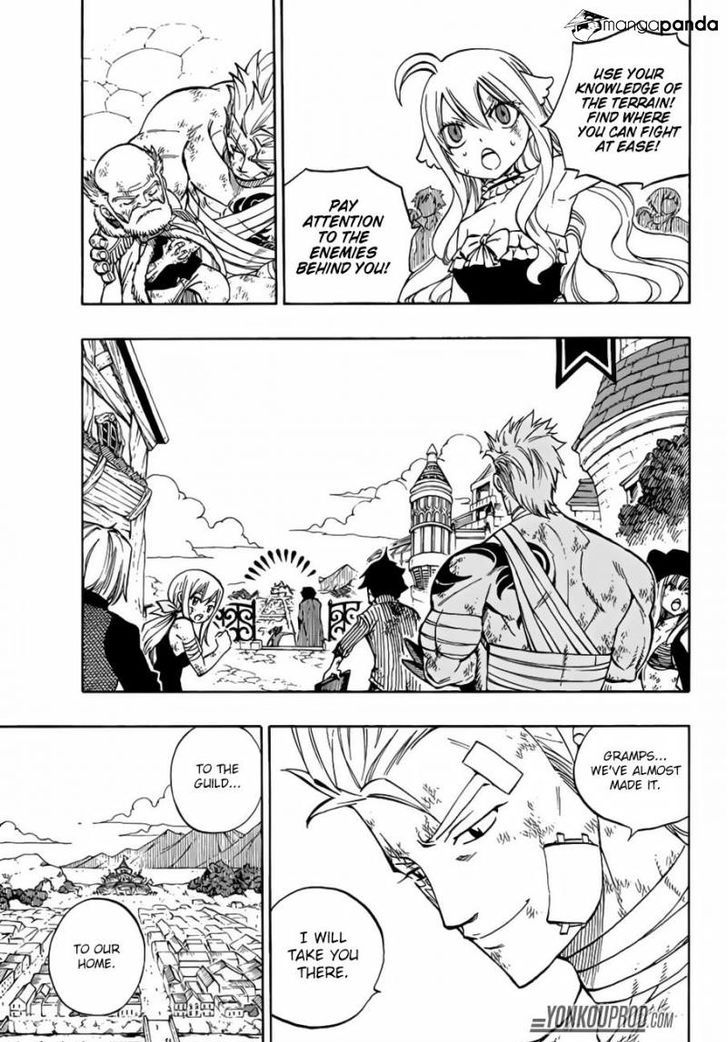 mangapanda
USE YOUR
KNOWLEDGE OF
THE TERRAIN!
FIND WHERE
YOU CAN FIGHT
AT EASE!
PAY
ATTENTION
TO THE
ENEMIES
BEHIND YOU!
GRAMPS...
WE'VE ALMOST
MADE IT.
I WILL
TAKE YOU
THERE.
TO THE
GUILD...
TO OUR
HOME.
YONKOUPROD.COM